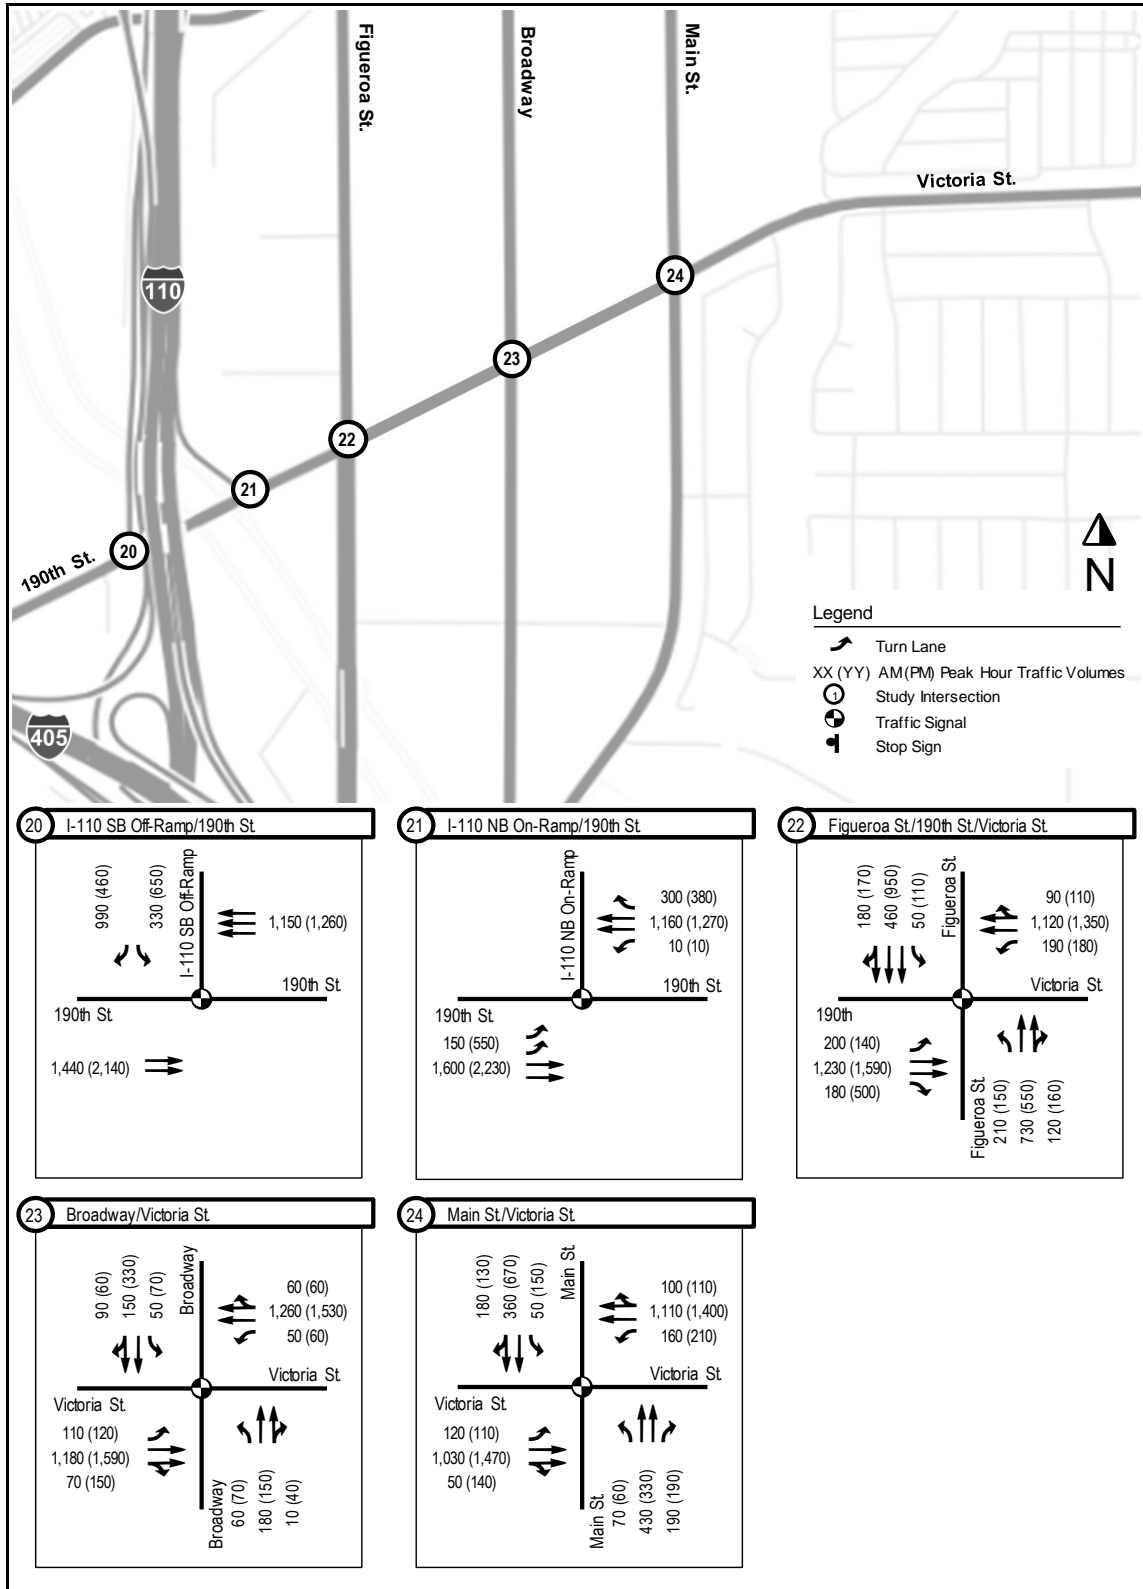 Figueroa St.
Broadway
Main St.
Victoria St.
110
24
23
22
21
20
190th St.
405
N
Legend
Turn Lane
XX (YY) AM(PM) Peak Hour Traffic Volumes
1 Study Intersection
Traffic Signal
Stop Sign
20 I-110 SB Off-Ramp/190th St.
990 (460)
330 (650)
I-110 SB Off-Ramp
1,150 (1,260)
190th St.
190th St.
1,440 (2,140)
21 I-110 NB On-Ramp/190th St.
I-110 NB On-Ramp
300 (380)
1,160 (1,270)
10 (10)
190th St.
190th St.
150 (550)
1,600 (2,230)
22 Figueroa St./190th St./Victoria St.
180 (170)
460 (950)
50 (110)
Figueroa St.
90 (110)
1,120 (1,350)
190 (180)
Victoria St.
190th
200 (140)
1,230 (1,590)
180 (500)
Figueroa St.
210 (150)
730 (550)
120 (160)
23 Broadway/Victoria St.
90 (60)
150 (330)
50 (70)
Broadway
60 (60)
1,260 (1,530)
50 (60)
Victoria St.
Victoria St.
110 (120)
1,180 (1,590)
70 (150)
Broadway
60 (70)
180 (150)
10 (40)
24 Main St./Victoria St.
180 (130)
360 (670)
50 (150)
Main St.
100 (110)
1,110 (1,400)
160 (210)
Victoria St.
Victoria St.
120 (110)
1,030 (1,470)
50 (140)
Main St.
70 (60)
430 (330)
190 (190)